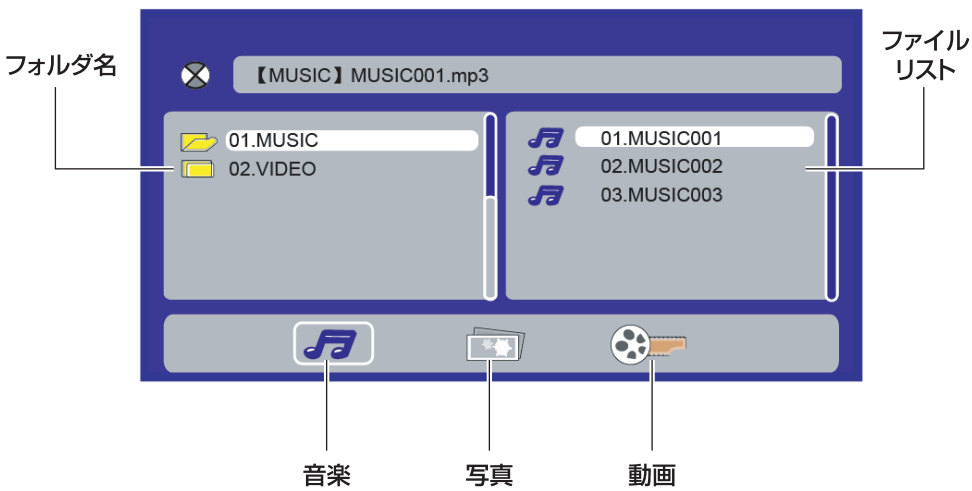 フォルダ名
ファイル
リスト
【MUSIC】MUSIC001.mp3
01.MUSIC
02.VIDEO
01.MUSIC001
02.MUSIC002
03.MUSIC003
音楽
写真
動画